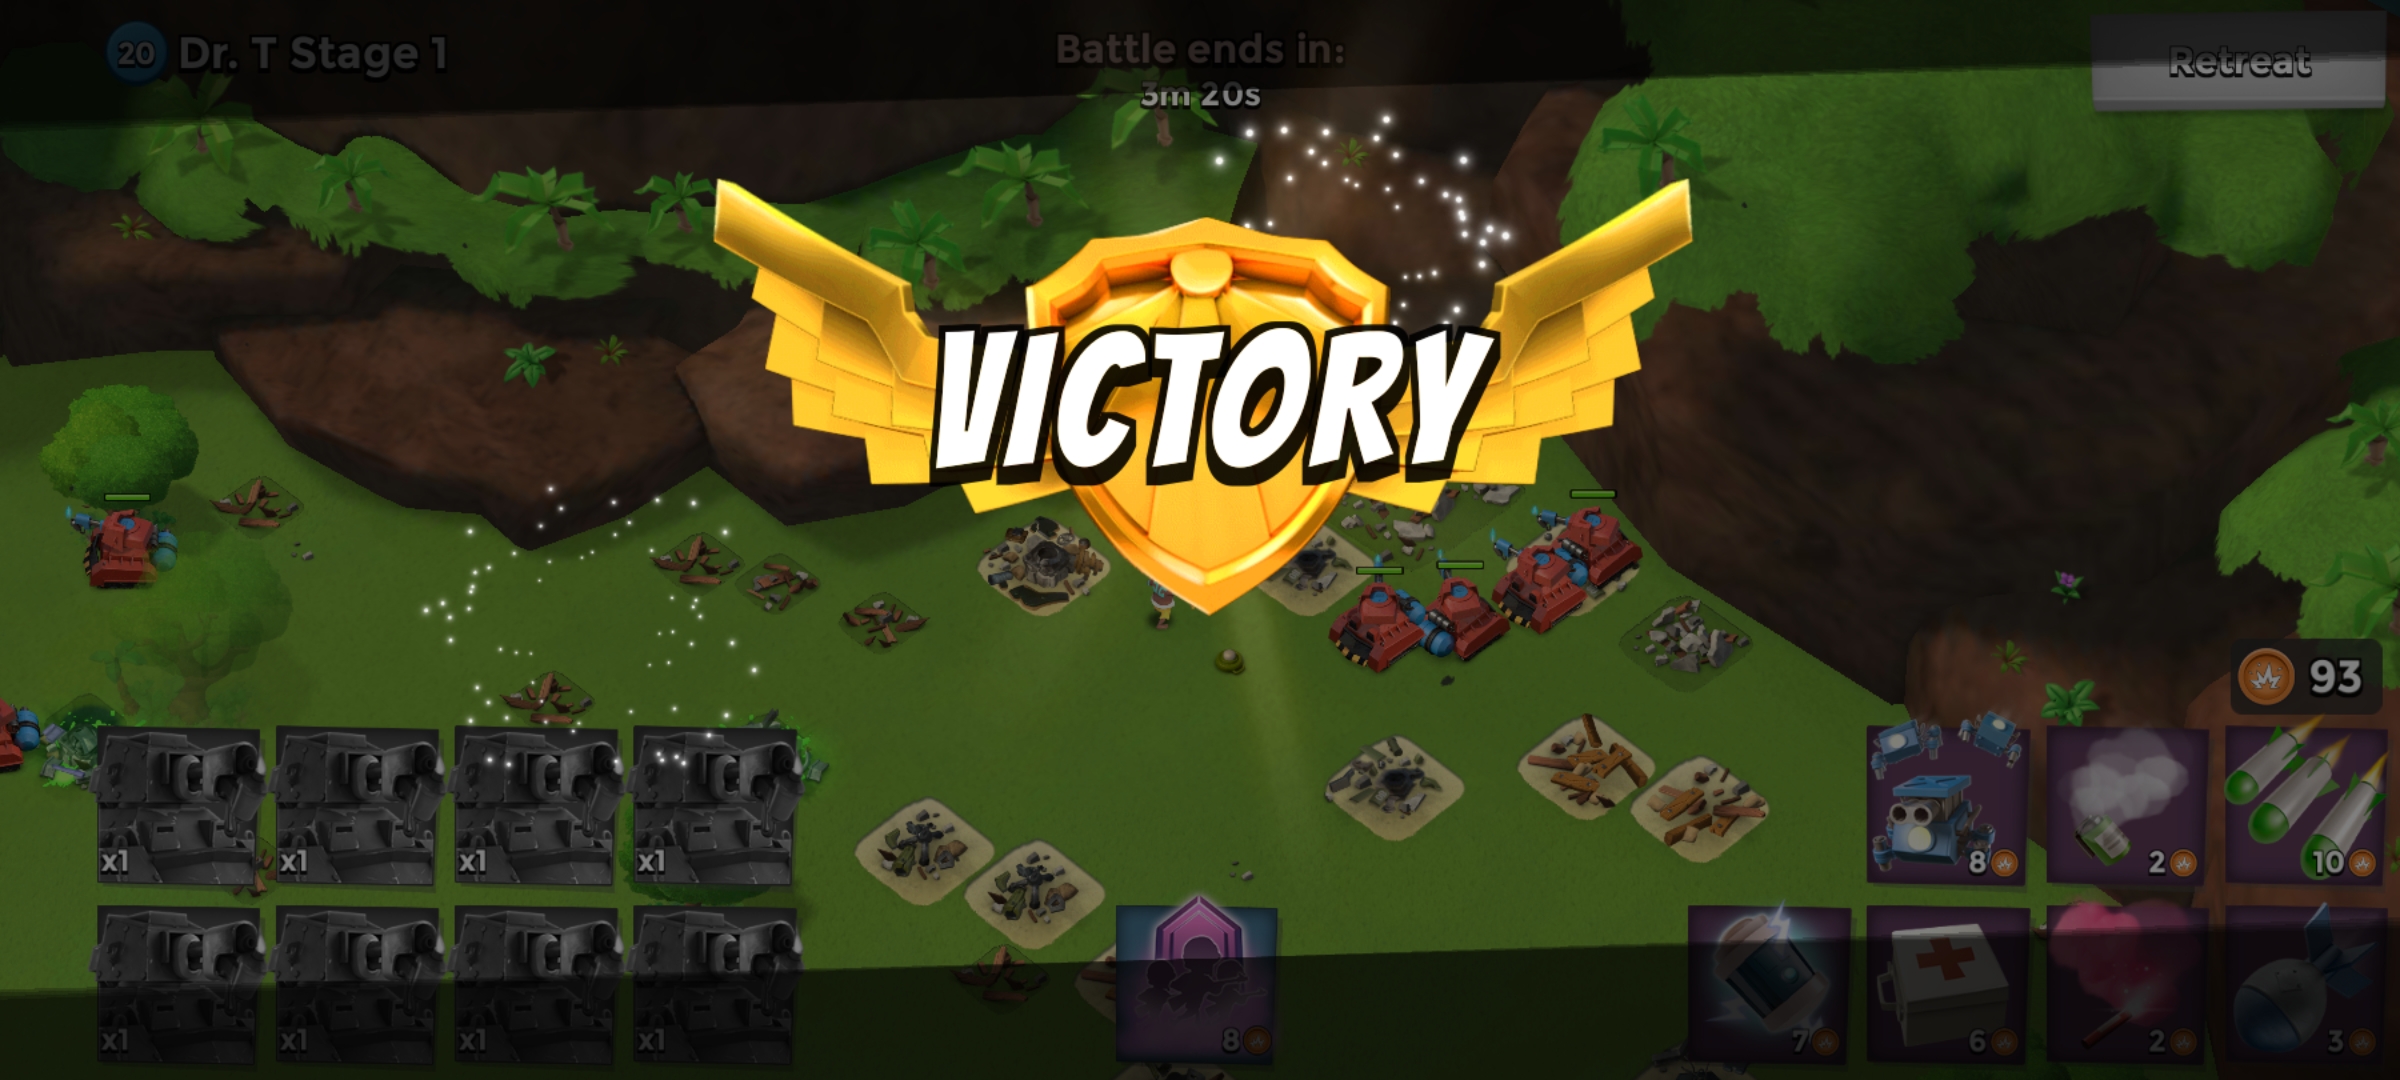 20 Dr. T Stage 1
Battle ends in:
3m 20s
Retreat
VICTORY
93
x1 x1 x1 x1
8 2 10
x1 x1 x1 x1
8
7 6 2 3